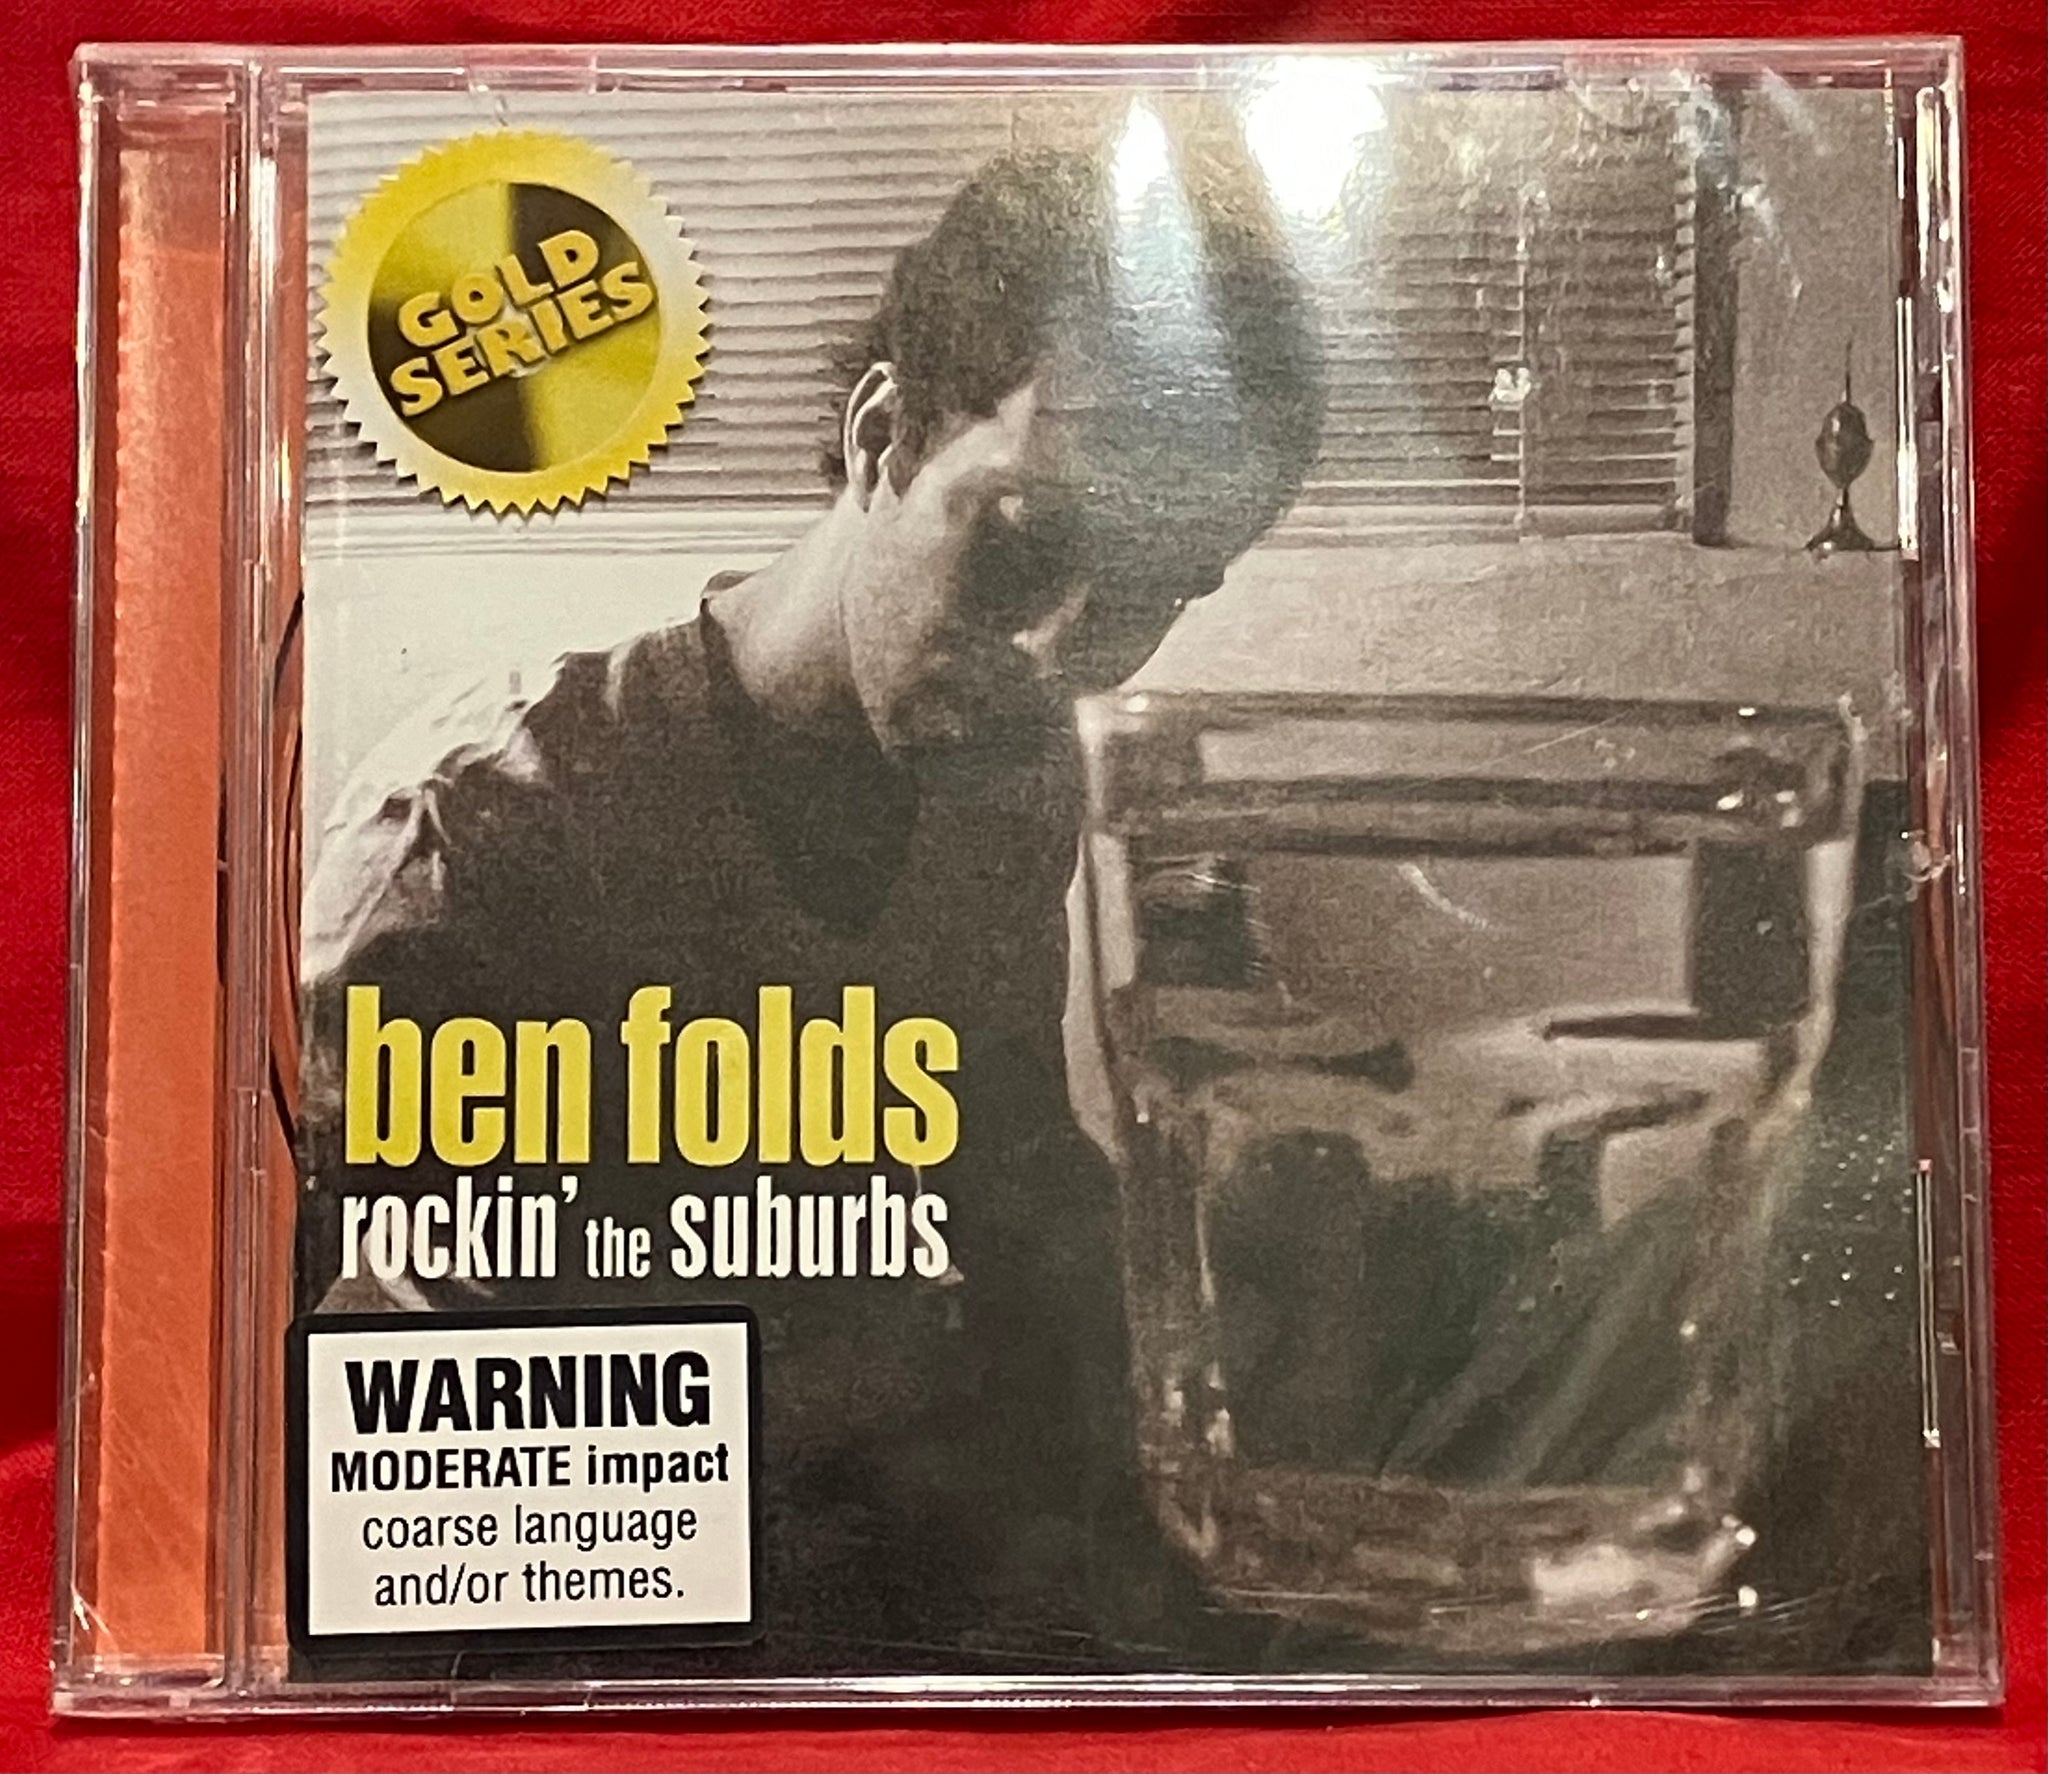 GOLD
SERIES
ben folds
rockin' the suburbs
WARNING
MODERATE impact
coarse language
and/or themes.